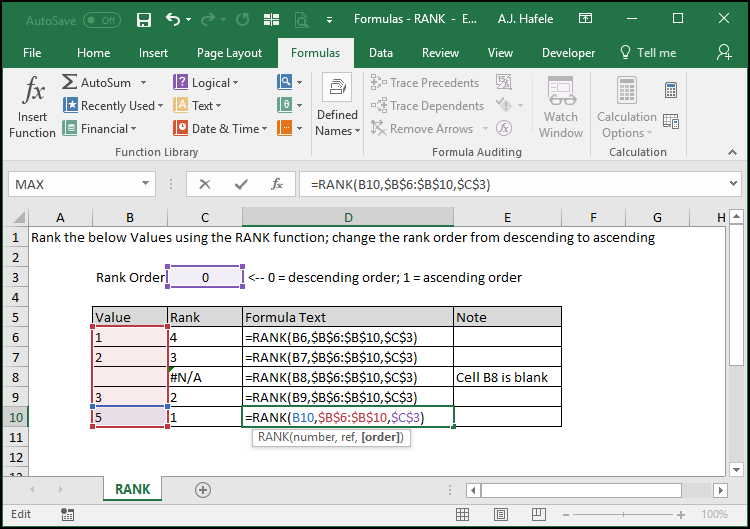 AutoSave Off Formulas - RANK - E... A.J. Hafele
File Home Insert Page Layout Formulas Data Review View Developer Tell me
fx Insert Function
AutoSum
Recently Used
Financial
Logical
Text
Date & Time
θ
Function Library
Defined Names
Trace Precedents
Trace Dependents
Remove Arrows
fx
Formula Auditing
Watch Window
Calculation Options
Calculation
MAX fx =RANK(B10,$B$6:$B$10,$C$3)
A B C D E F G H
1 Rank the below Values using the RANK function; change the rank order from descending to ascending
2
3 Rank Order 0 <-- 0 = descending order; 1 = ascending order
4
5 Value Rank Formula Text Note
6 1 4 =RANK(B6,$B$6:$B$10,$C$3)
7 2 3 =RANK(B7,$B$6:$B$10,$C$3)
8 #N/A =RANK(B8,$B$6:$B$10,$C$3) Cell B8 is blank
9 3 2 =RANK(B9,$B$6:$B$10,$C$3)
10 5 1 =RANK(B10,$B$6:$B$10,$C$3)
11 RANK(number, ref, [order])
12
RANK
Edit 100%